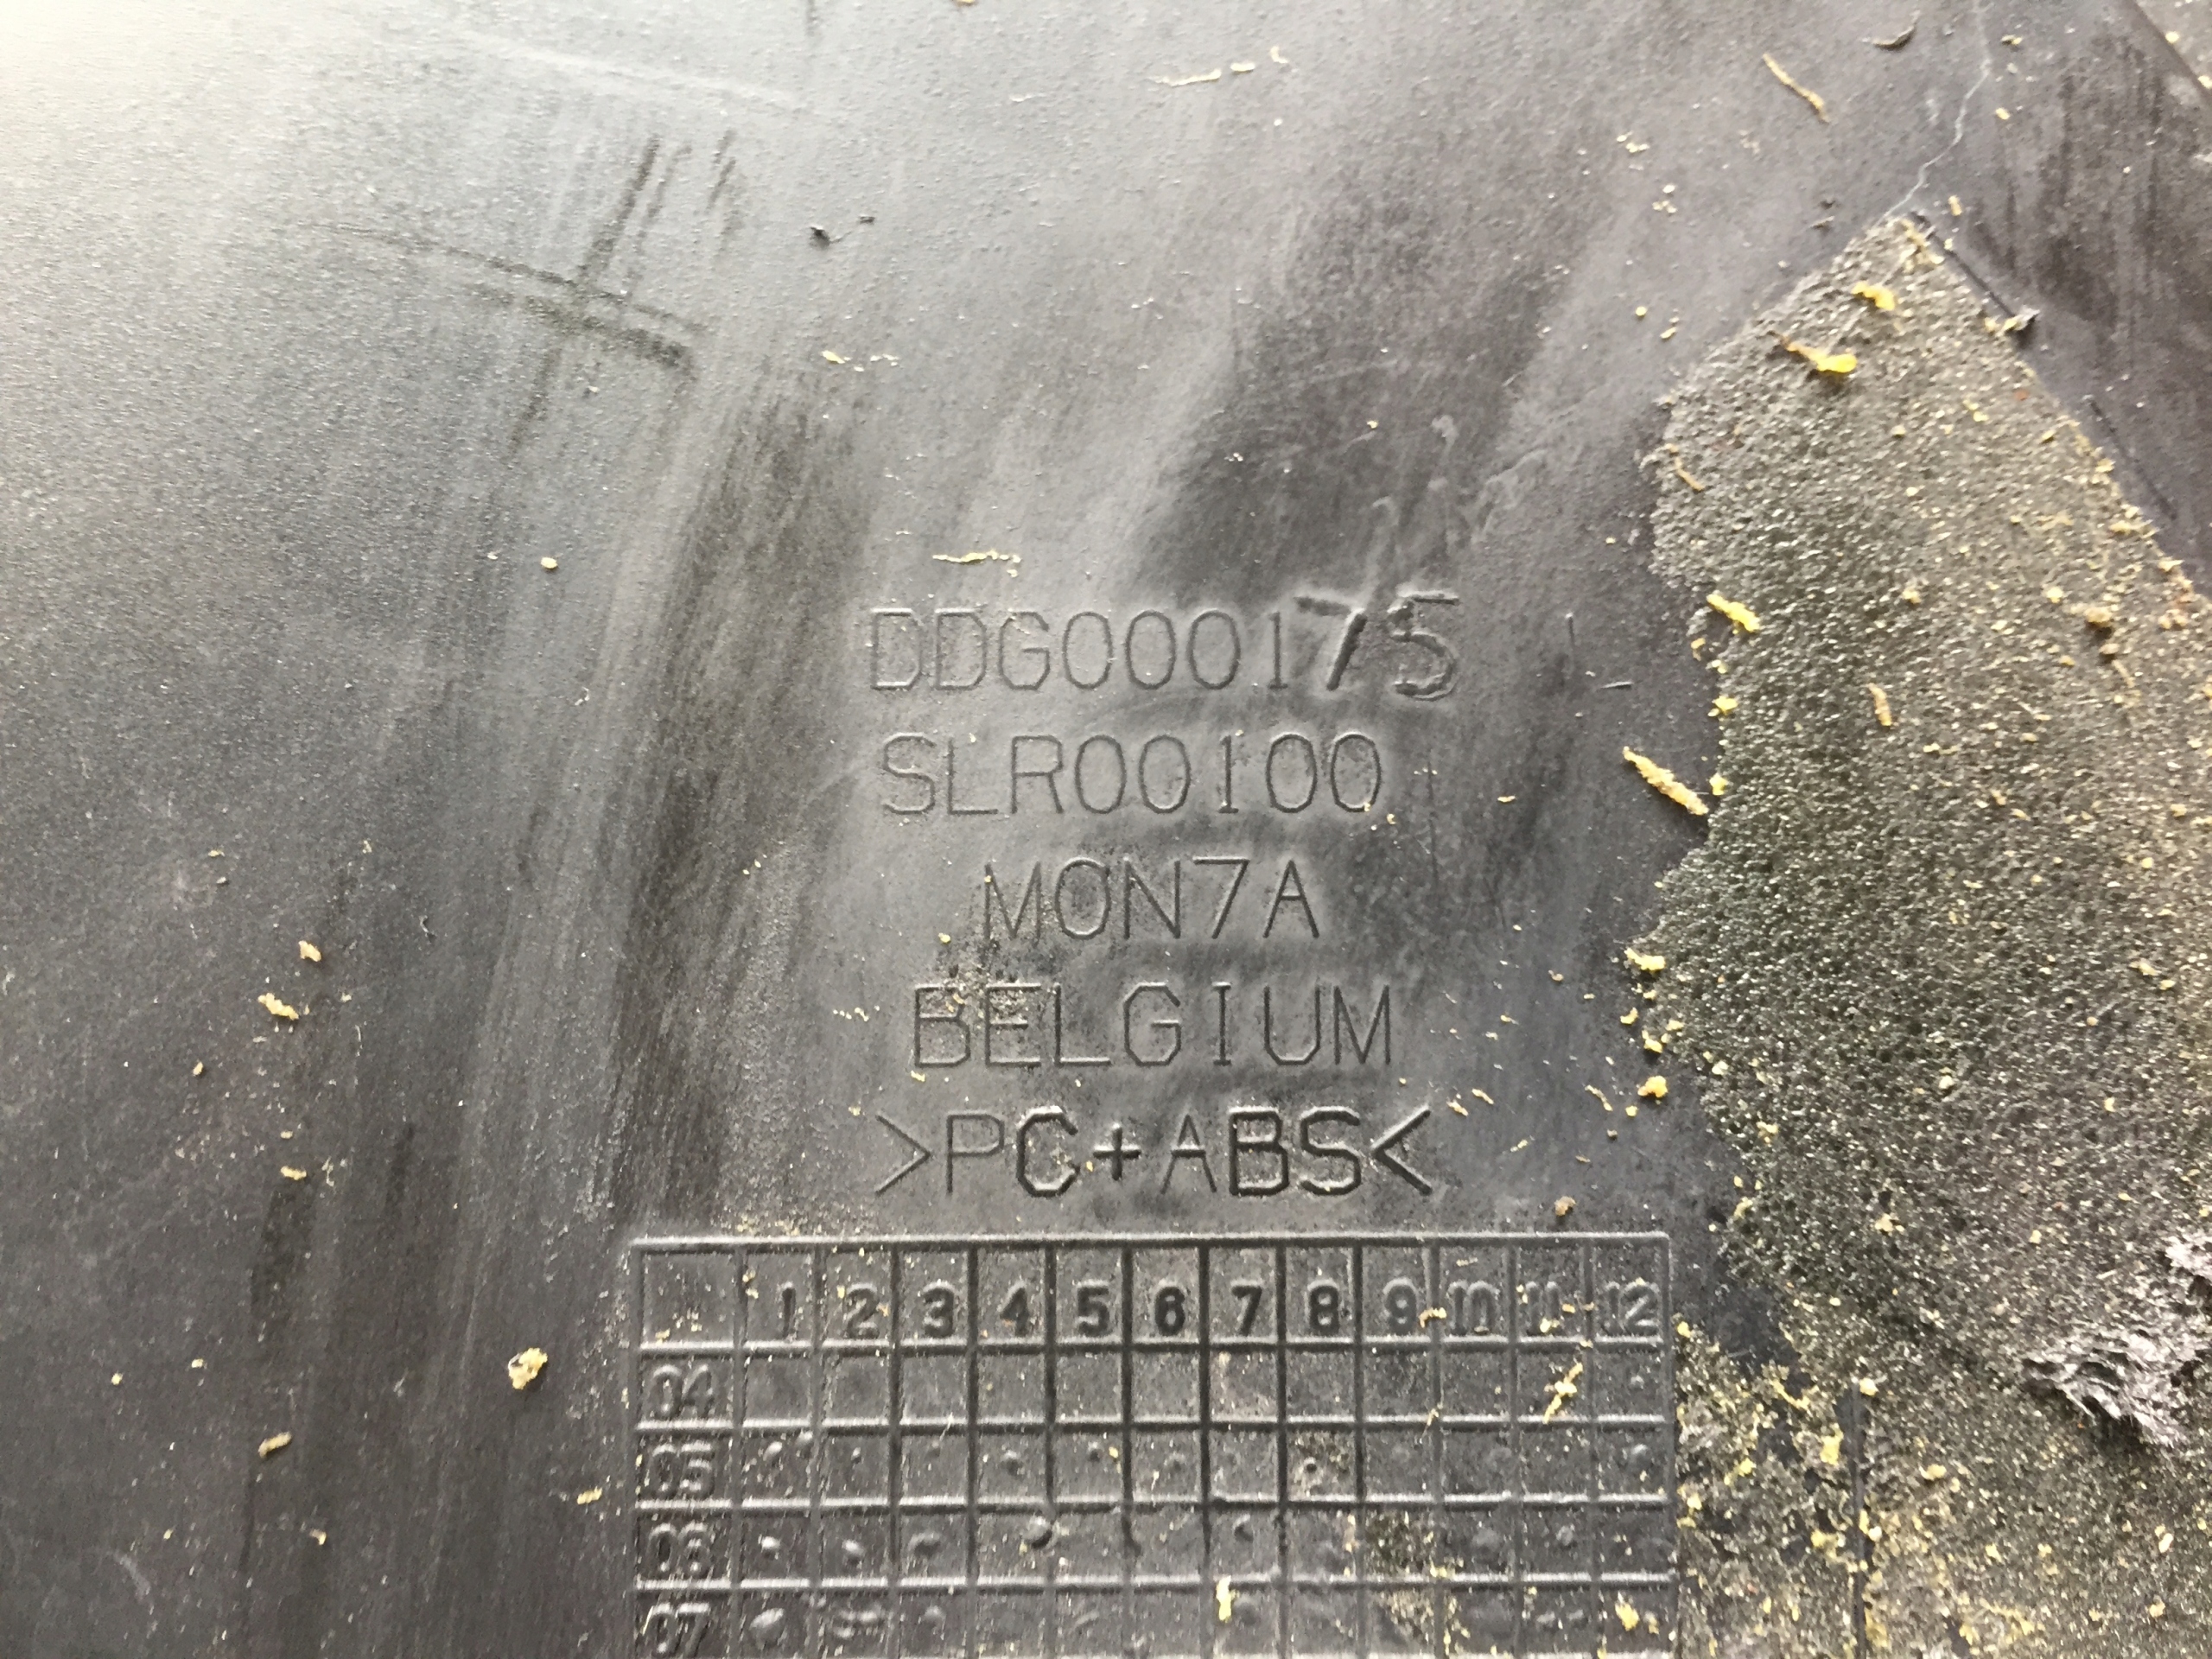 DDG000175
SLR00100
MON7A
BELGIUM
>PC+ABS<
1 2 3 4 5 6 7 8 9 10 11 12
04
05
06
07